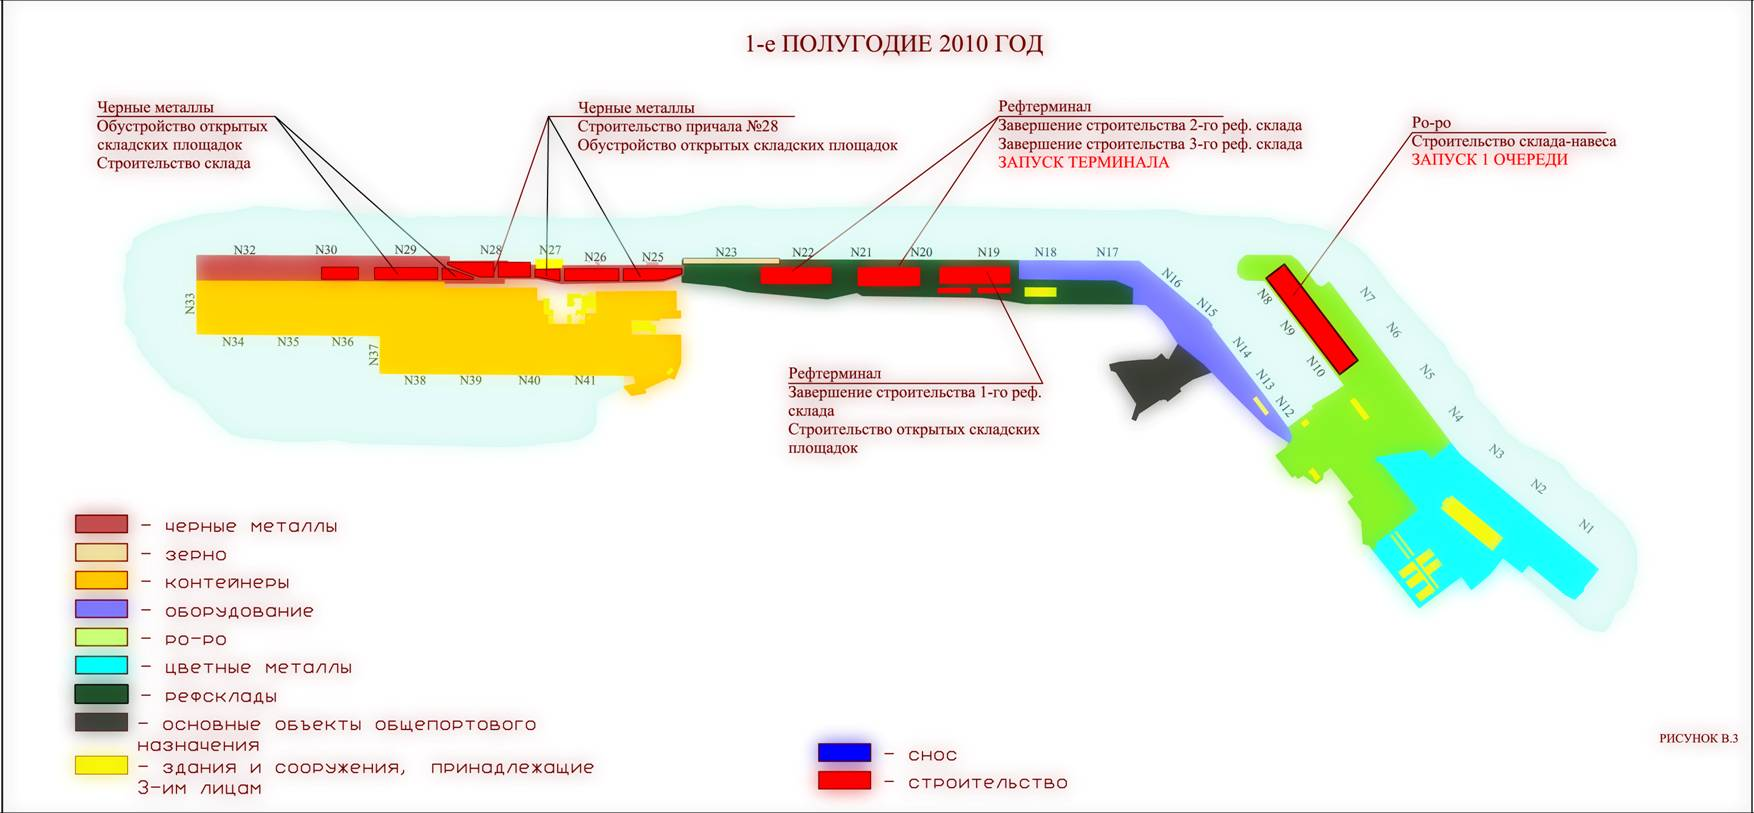 1-е ПОЛУГОДИЕ 2010 ГОД
Черные металлы
Обустройство открытых
складских площадок
Строительство склада
Черные металлы
Строительство причала №28
Обустройство открытых складских площадок
Рефтерминал
Завершение строительства 2-го реф. склада
Завершение строительства 3-го реф. склада
ЗАПУСК ТЕРМИНАЛА
Ро-ро
Строительство склада-навеса
ЗАПУСК 1 ОЧЕРЕДИ
N32
N30
N29
N28
N27
N26
N25
N23
N22
N21
N20
N19
N18
N17
N16
N15
N14
N13
N12
N8
N9
N10
N7
N6
N5
N4
N3
N2
N1
N33
N34
N35
N36
N37
N38
N39
N40
N41
Рефтерминал
Завершение строительства 1-го реф.
склада
Строительство открытых складских
площадок
- черные металлы
- зерно
- контейнеры
- оборудование
- ро-ро
- цветные металлы
- рефсклады
- основные объекты общепортового
назначения
- здания и сооружения, принадлежащие
3-им лицам
- снос
- строительство
РИСУНОК В.3